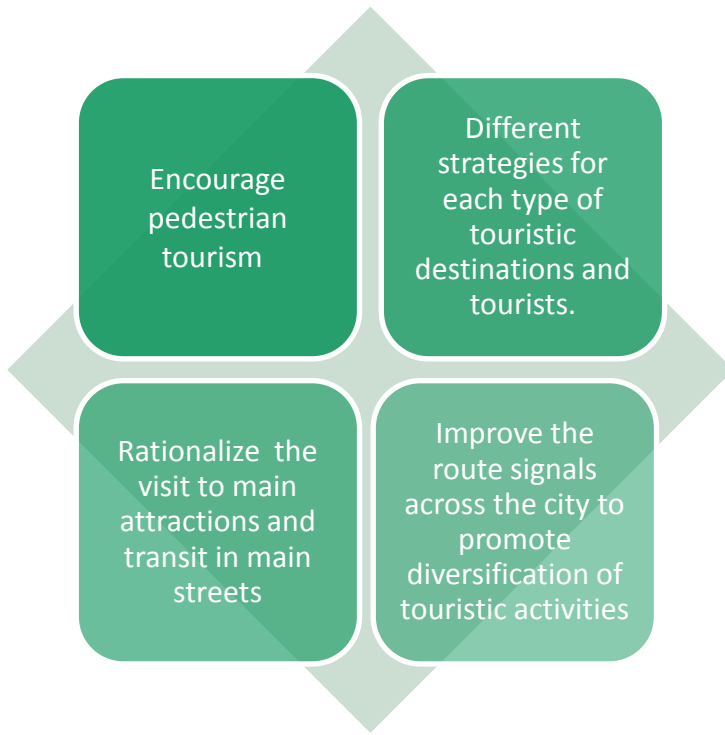 Encourage
pedestrian
tourism
Different
strategies for
each type of
touristic
destinations and
tourists.
Rationalize  the
visit to main
attractions and
transit in main
streets
Improve the
route signals
across the city to
promote
diversification of
touristic activities